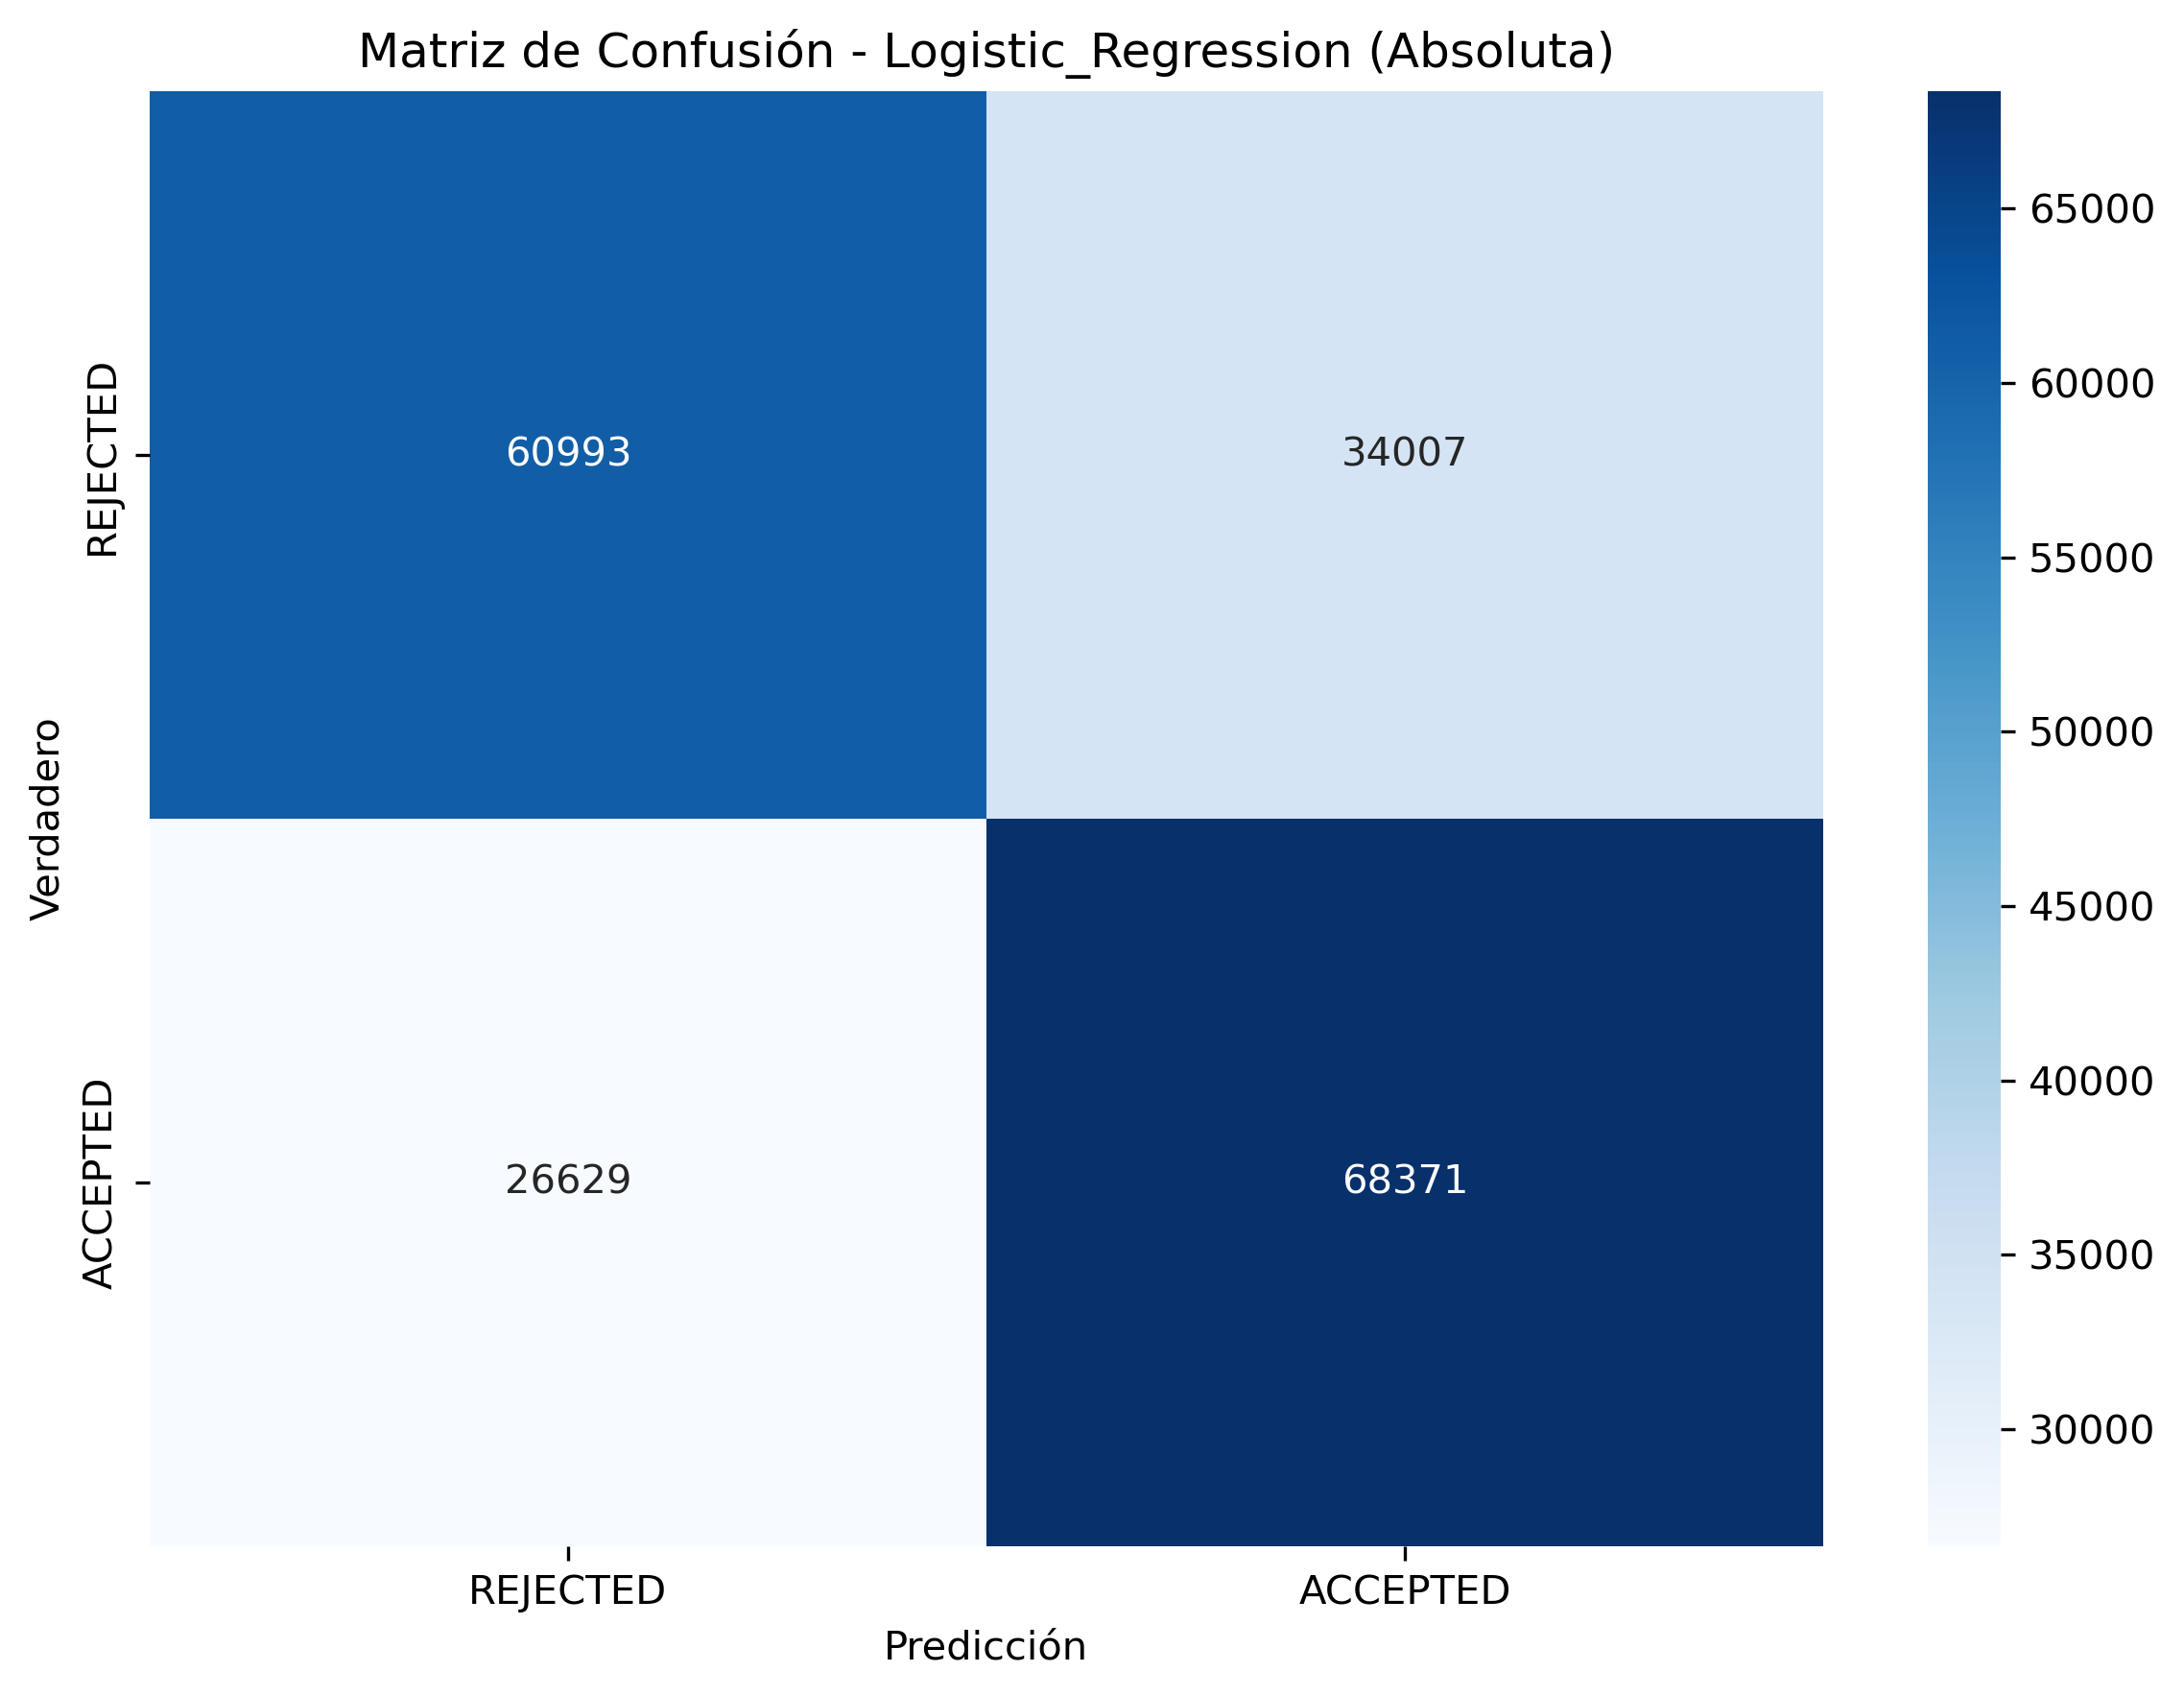 Matriz de Confusión - Logistic_Regression (Absoluta)
Verdadero
REJECTED
ACCEPTED
60993
34007
26629
68371
REJECTED
ACCEPTED
Predicción
65000
60000
55000
50000
45000
40000
35000
30000